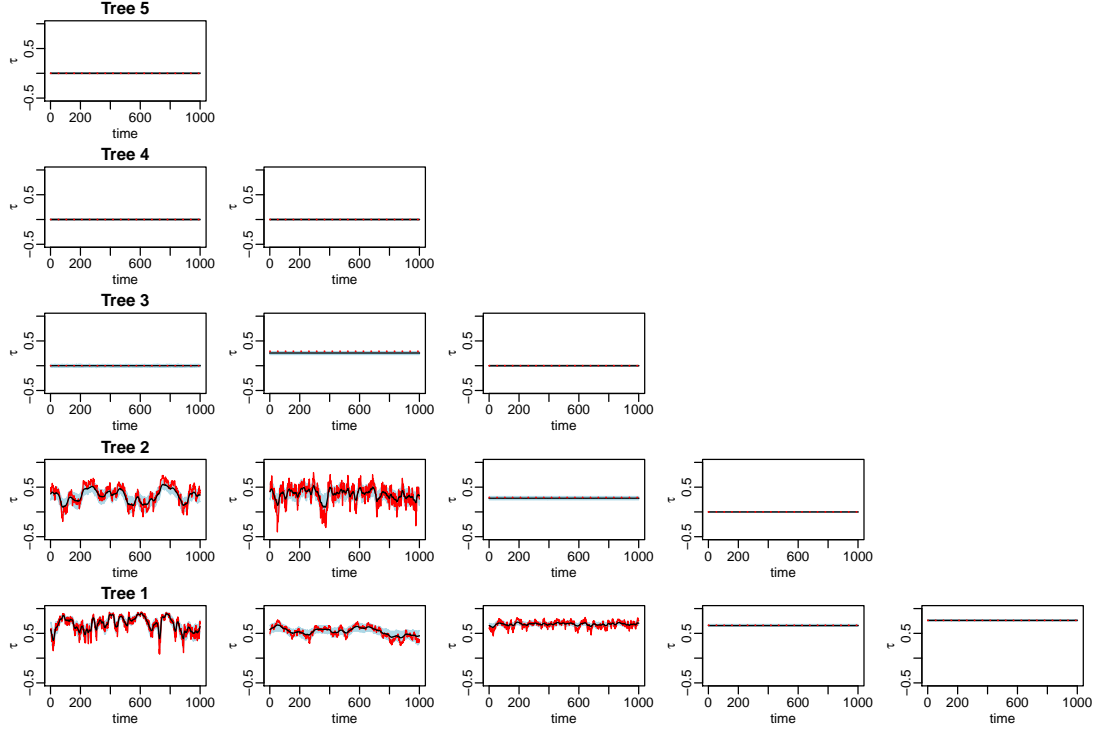 Tree 5
τ
0.5
−0.5
0 200 600 1000
time
Tree 4
τ τ
0.5 0.5
−0.5 −0.5
0 200 600 1000 0 200 600 1000
time time
Tree 3
τ τ τ
0.5 0.5 0.5
−0.5 −0.5 −0.5
0 200 600 1000 0 200 600 1000 0 200 600 1000
time time time
Tree 2
τ τ τ τ
0.5 0.5 0.5 0.5
−0.5 −0.5 −0.5 −0.5
0 200 600 1000 0 200 600 1000 0 200 600 1000 0 200 600 1000
time time time time
Tree 1
τ τ τ τ τ
0.5 0.5 0.5 0.5 0.5
−0.5 −0.5 −0.5 −0.5 −0.5
0 200 600 1000 0 200 600 1000 0 200 600 1000 0 200 600 1000 0 200 600 1000
time time time time time